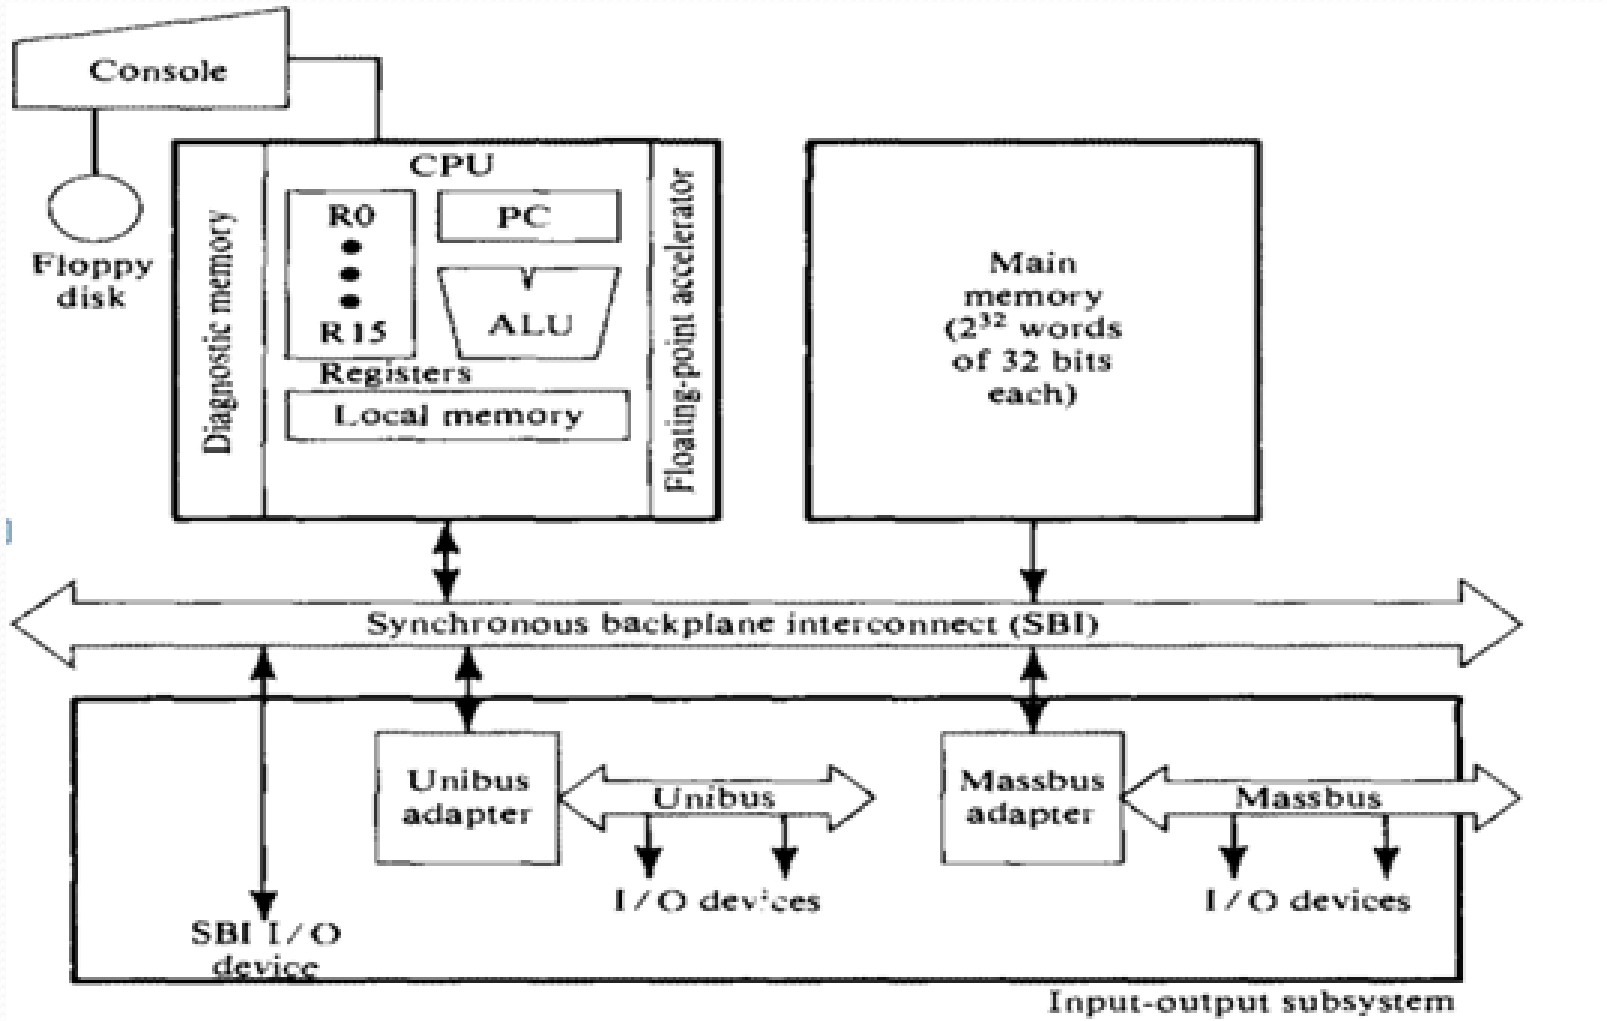 Console
Floppy
disk
Diagnostic memory
CPU
R0
R15
Registers
PC
ALU
Local memory
Floating-point accelerator
Main
memory
(2³² words
of 32 bits
each)
Synchronous backplane interconnect (SBI)
Unibus
adapter
Unibus
I/O devices
Massbus
adapter
Massbus
I/O devices
SBI I/O
device
Input-output subsystem